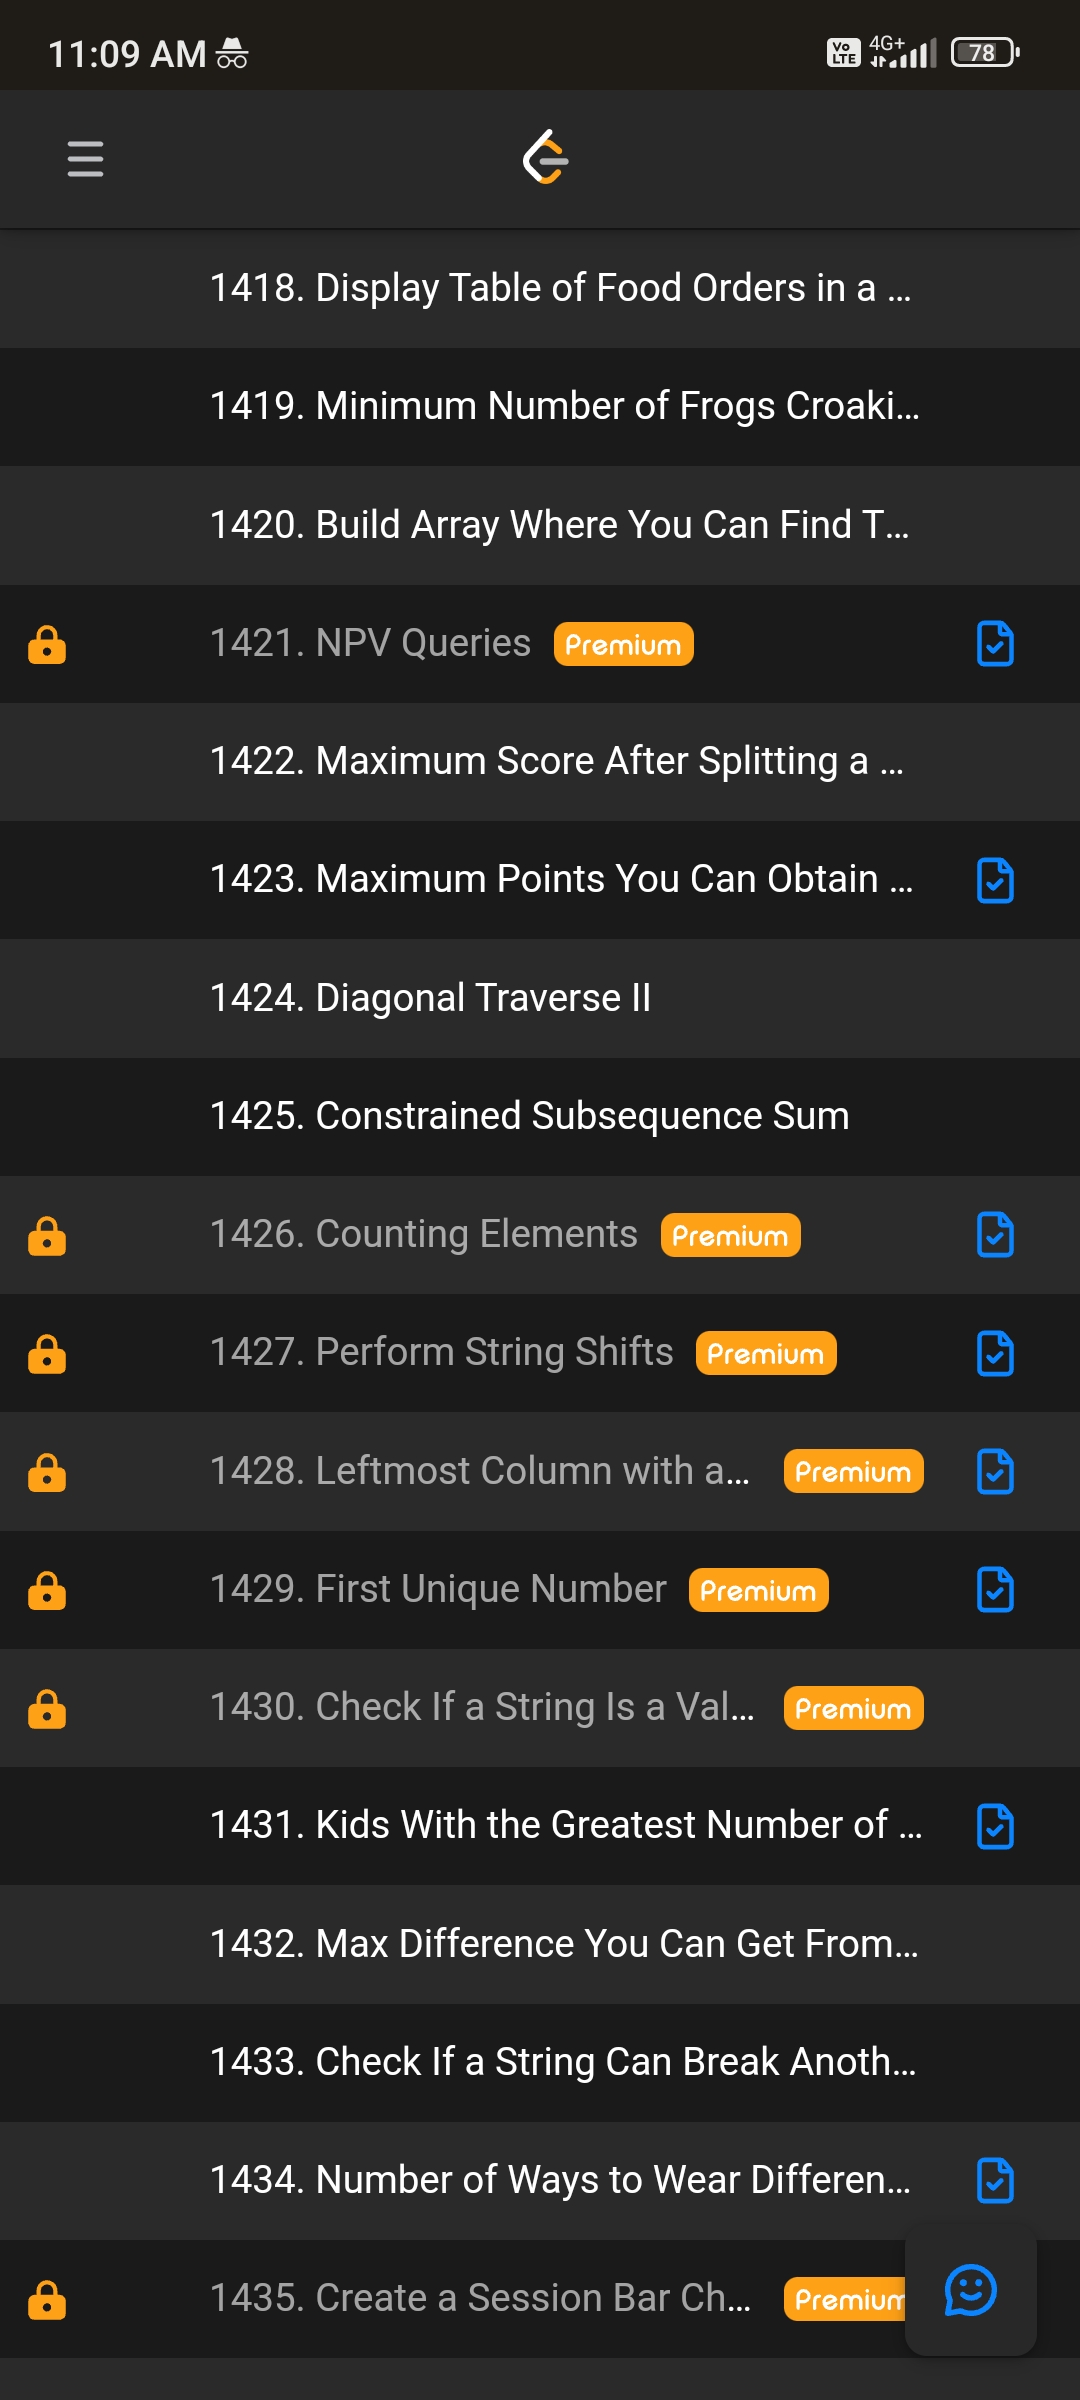 11:09 AM
Vo LTE 4G+ 78
1418. Display Table of Food Orders in a ...
1419. Minimum Number of Frogs Croaki...
1420. Build Array Where You Can Find T...
1421. NPV Queries Premium
1422. Maximum Score After Splitting a ...
1423. Maximum Points You Can Obtain ...
1424. Diagonal Traverse II
1425. Constrained Subsequence Sum
1426. Counting Elements Premium
1427. Perform String Shifts Premium
1428. Leftmost Column with a... Premium
1429. First Unique Number Premium
1430. Check If a String Is a Val... Premium
1431. Kids With the Greatest Number of ...
1432. Max Difference You Can Get From...
1433. Check If a String Can Break Anoth...
1434. Number of Ways to Wear Differen...
1435. Create a Session Bar Ch... Premium